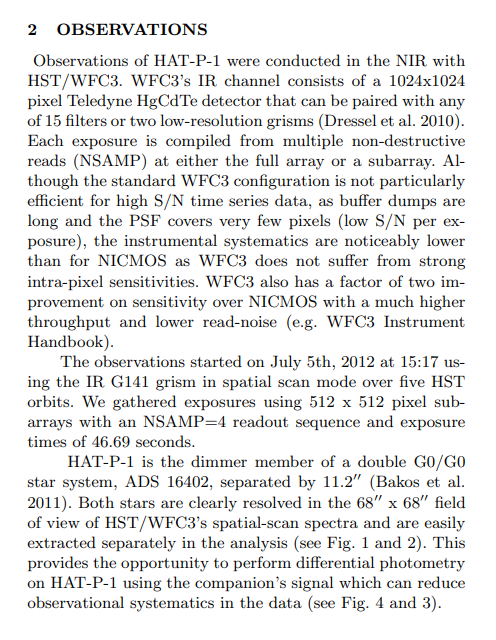 2 OBSERVATIONS
Observations of HAT-P-1 were conducted in the NIR with
HST/WFC3. WFC3's IR channel consists of a 1024x1024
pixel Teledyne HgCdTe detector that can be paired with any
of 15 filters or two low-resolution grisms (Dressel et al. 2010).
Each exposure is compiled from multiple non-destructive
reads (NSAMP) at either the full array or a subarray. Al-
though the standard WFC3 configuration is not particularly
efficient for high S/N time series data, as buffer dumps are
long and the PSF covers very few pixels (low S/N per ex-
posure), the instrumental systematics are noticeably lower
than for NICMOS as WFC3 does not suffer from strong
intra-pixel sensitivities. WFC3 also has a factor of two im-
provement on sensitivity over NICMOS with a much higher
throughput and lower read-noise (e.g. WFC3 Instrument
Handbook).
The observations started on July 5th, 2012 at 15:17 us-
ing the IR G141 grism in spatial scan mode over five HST
orbits. We gathered exposures using 512 x 512 pixel sub-
arrays with an NSAMP=4 readout sequence and exposure
times of 46.69 seconds.
HAT-P-1 is the dimmer member of a double G0/G0
star system, ADS 16402, separated by 11.2″ (Bakos et al.
2011). Both stars are clearly resolved in the 68″ x 68″ field
of view of HST/WFC3's spatial-scan spectra and are easily
extracted separately in the analysis (see Fig. 1 and 2). This
provides the opportunity to perform differential photometry
on HAT-P-1 using the companion's signal which can reduce
observational systematics in the data (see Fig. 4 and 3).